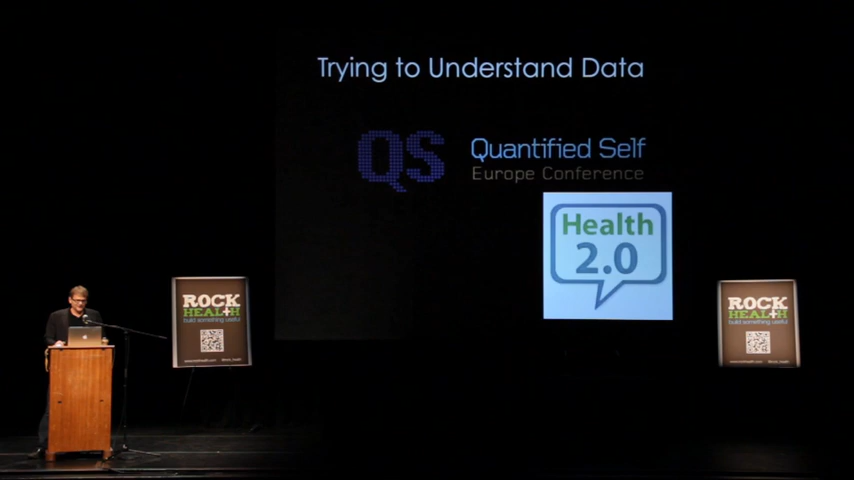 Trying to Understand Data
QS
Quantified Self
Europe Conference
Health
2.0
ROCK
HEALTH
build something useful
ROCK
HEALTH
build something useful